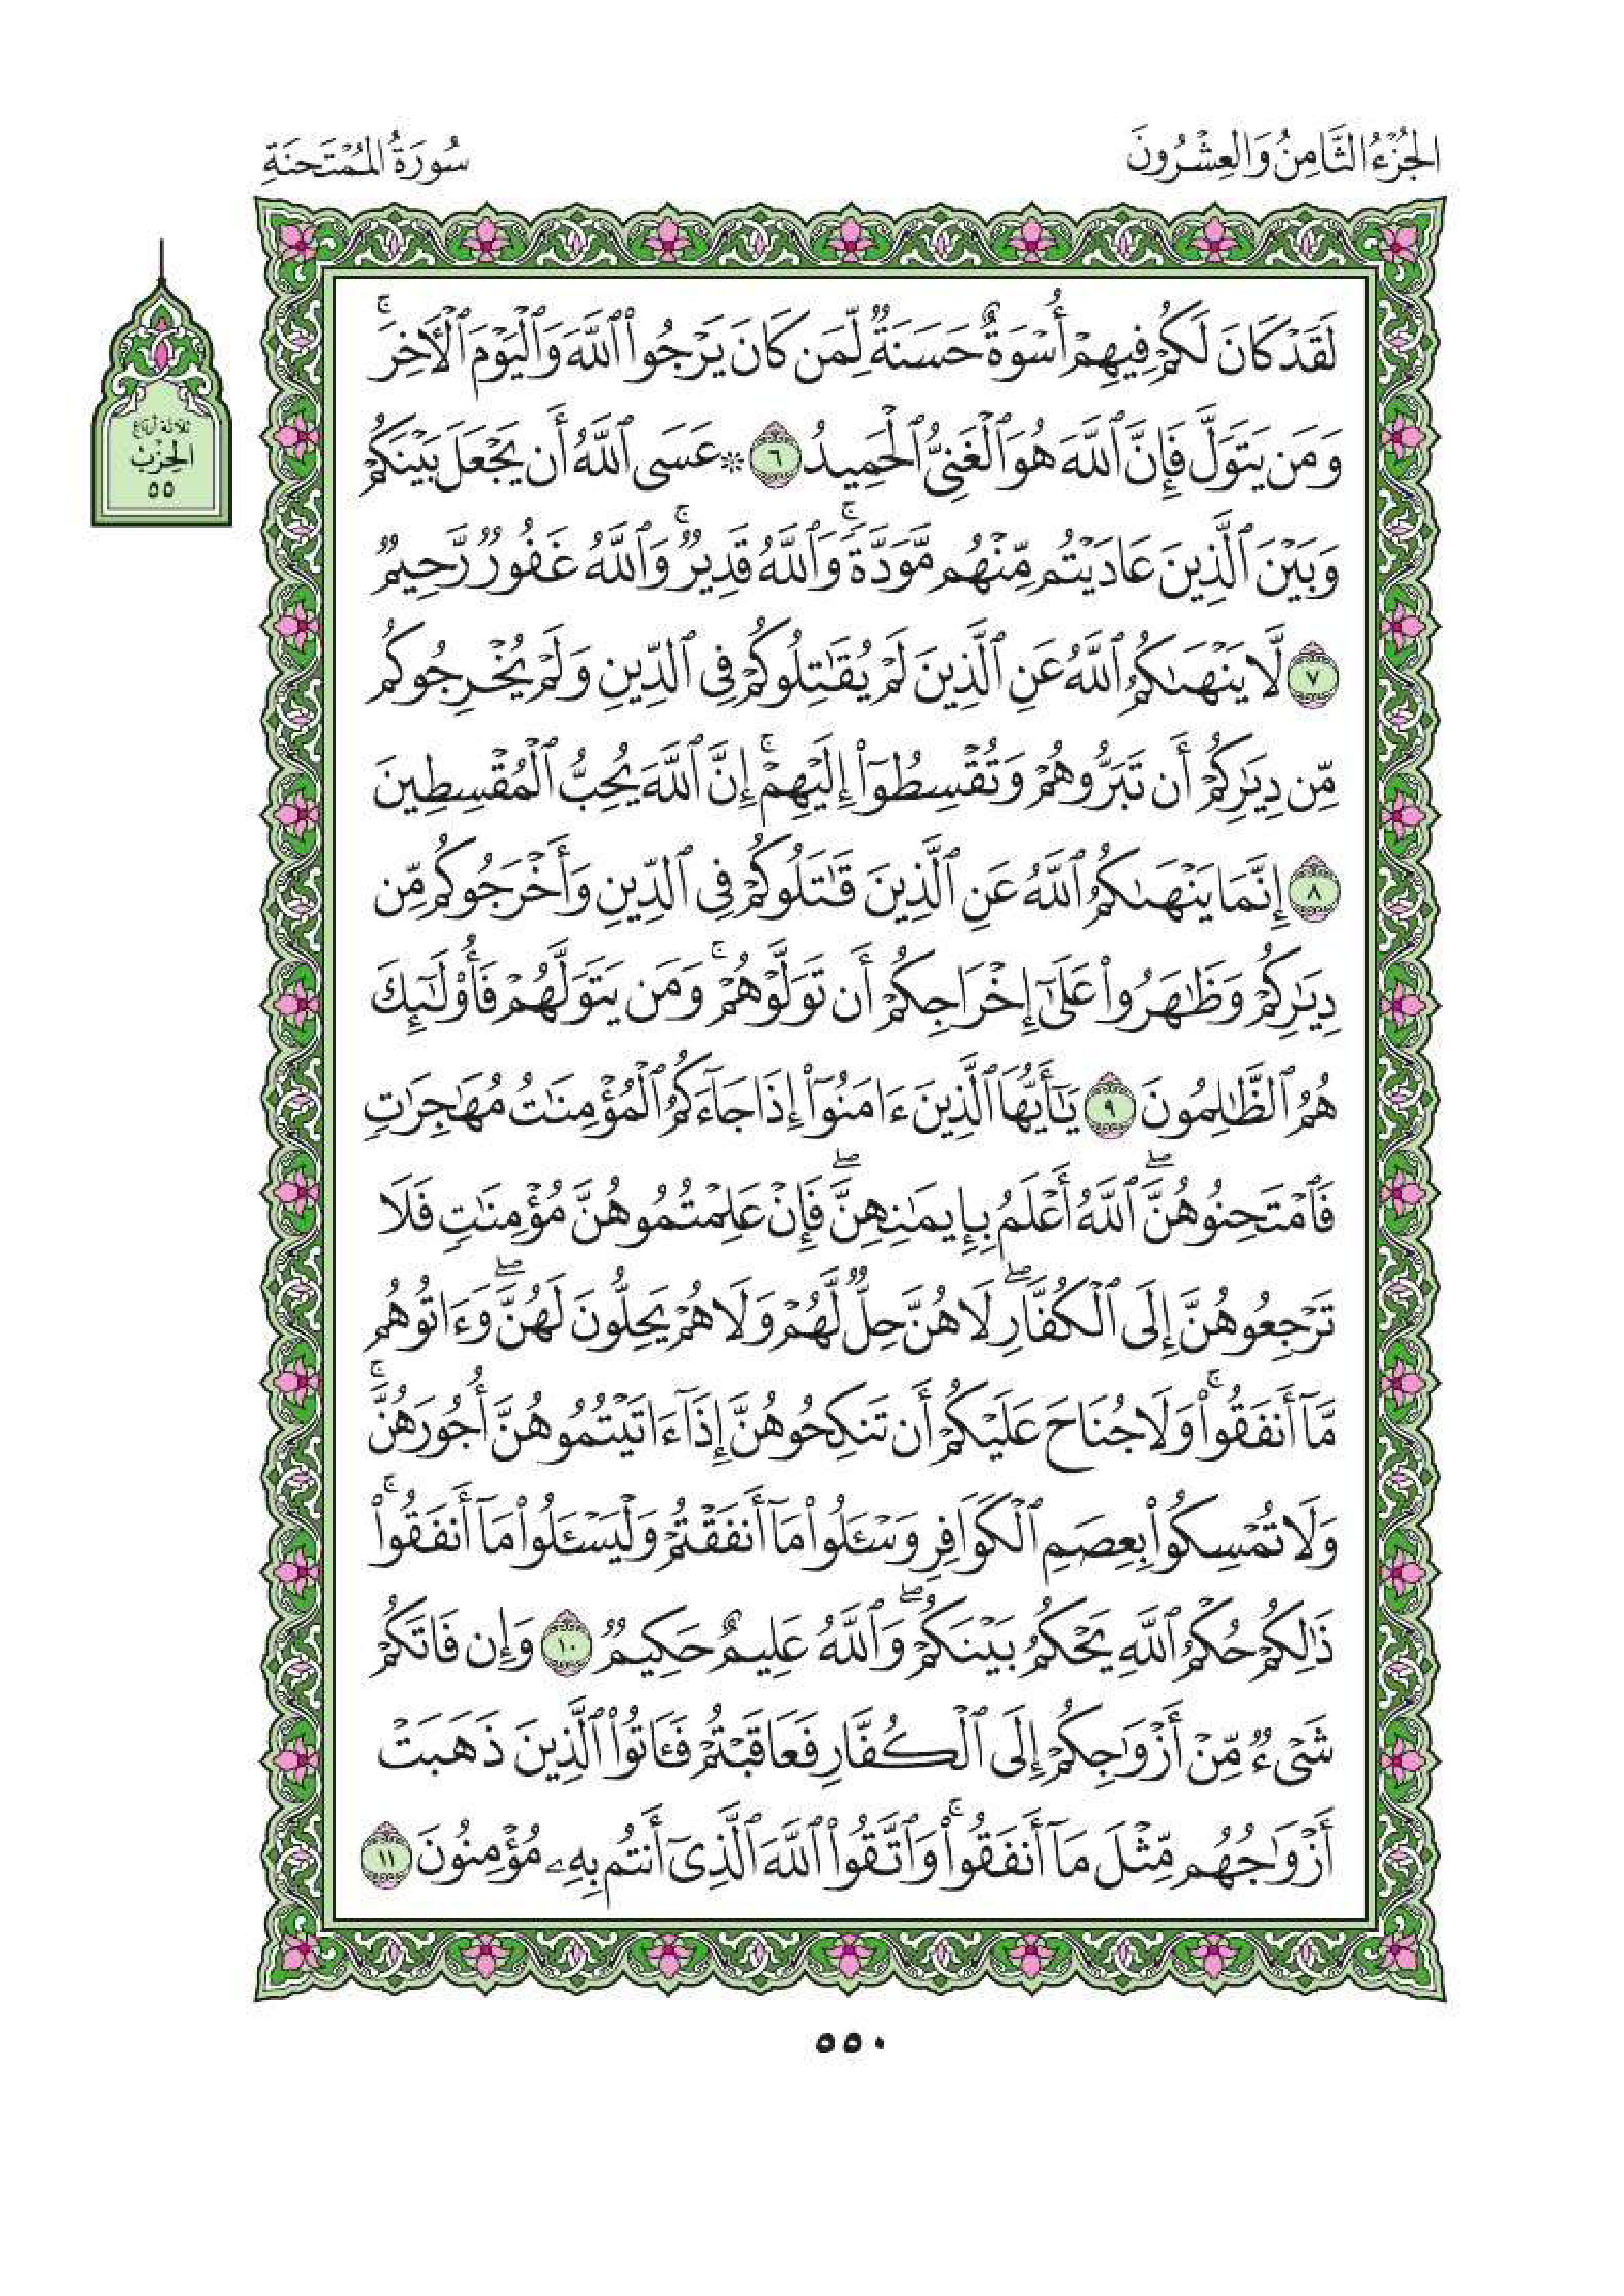 الجُزْءُ الثَّامِنُ وَالعِشْرُونَ
سُورَةُ المُمْتَحنَةِ
لَقَدْ كَانَ لَكُمْ فِيهِمْ أُسْوَةٌ حَسَنَةٌ لِّمَن كَانَ يَرْجُوا۟ ٱللَّهَ وَٱلْيَوْمَ ٱلْأَخِرَۚ
وَمَن يَتَوَلَّ فَإِنَّ ٱللَّهَ هُوَ ٱلْغَنِىُّ ٱلْحَمِيدُ ٦ * عَسَى ٱللَّهُ أَن يَجْعَلَ بَيْنَكُمْ
وَبَيْنَ ٱلَّذِينَ عَادَيْتُم مِّنْهُم مَّوَدَّةًۚ وَٱللَّهُ قَدِيرٌۚ وَٱللَّهُ غَفُورٌ رَّحِيمٌ
٧ لَّا يَنْهَىٰكُمُ ٱللَّهُ عَنِ ٱلَّذِينَ لَمْ يُقَٰتِلُوكُمْ فِى ٱلدِّينِ وَلَمْ يُخْرِجُوكُم
مِّن دِيَٰرِكُمْ أَن تَبَرُّوهُمْ وَتُقْسِطُوٓا۟ إِلَيْهِمْۚ إِنَّ ٱللَّهَ يُحِبُّ ٱلْمُقْسِطِينَ
٨ إِنَّمَا يَنْهَىٰكُمُ ٱللَّهُ عَنِ ٱلَّذِينَ قَٰتَلُوكُمْ فِى ٱلدِّينِ وَأَخْرَجُوكُم مِّن
دِيَٰرِكُمْ وَظَٰهَرُوا۟ عَلَىٰٓ إِخْرَاجِكُمْ أَن تَوَلَّوْهُمْۚ وَمَن يَتَوَلَّهُمْ فَأُو۟لَٰٓئِكَ
هُمُ ٱلظَّٰلِمُونَ ٩ يَٰٓأَيُّهَا ٱلَّذِينَ ءَامَنُوٓا۟ إِذَا جَآءَكُمُ ٱلْمُؤْمِنَٰتُ مُهَٰجِرَٰتٍ
فَٱمْتَحِنُوهُنَّۖ ٱللَّهُ أَعْلَمُ بِإِيمَٰنِهِنَّۖ فَإِنْ عَلِمْتُمُوهُنَّ مُؤْمِنَٰتٍ فَلَا
تَرْجِعُوهُنَّ إِلَى ٱلْكُفَّارِۖ لَا هُنَّ حِلٌّ لَّهُمْ وَلَا هُمْ يَحِلُّونَ لَهُنَّۖ وَءَاتُوهُم
مَّآ أَنفَقُوا۟ۚ وَلَا جُنَاحَ عَلَيْكُمْ أَن تَنكِحُوهُنَّ إِذَآ ءَاتَيْتُمُوهُنَّ أُجُورَهُنَّۚ
وَلَا تُمْسِكُوا۟ بِعِصَمِ ٱلْكَوَافِرِ وَسْـَٔلُوا۟ مَآ أَنفَقْتُمْ وَلْيَسْـَٔلُوا۟ مَآ أَنفَقُوا۟ۚ
ذَٰلِكُمْ حُكْمُ ٱللَّهِ يَحْكُمُ بَيْنَكُمْۖ وَٱللَّهُ عَلِيمٌ حَكِيمٌ ١٠ وَإِن فَاتَكُمْ
شَىْءٌ مِّنْ أَزْوَٰجِكُمْ إِلَى ٱلْكُفَّارِ فَعَاقَبْتُمْ فَـَٔاتُوا۟ ٱلَّذِينَ ذَهَبَتْ
أَزْوَٰجُهُم مِّثْلَ مَآ أَنفَقُوا۟ۚ وَٱتَّقُوا۟ ٱللَّهَ ٱلَّذِىٓ أَنتُم بِهِۦ مُؤْمِنُونَ ١١
ثلاثة أرباع
الحِزْبُ
٥٥
٥٥٠